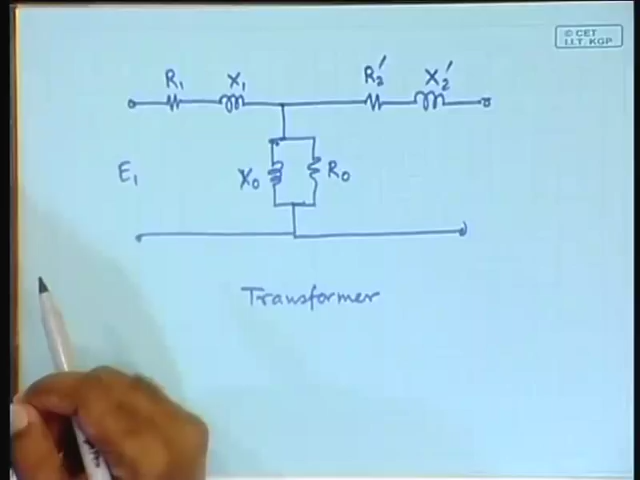 © CET
I.I.T. KGP
R₁ X₁ R₂′ X₂′
E₁ X₀ R₀
Transformer